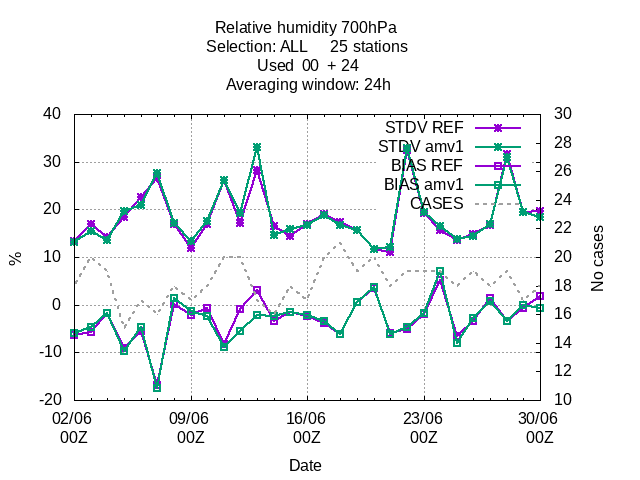 Relative humidity 700hPa
Selection: ALL 25 stations
Used 00 + 24
Averaging window: 24h
40
30
20
10
0
-10
-20
%
30
28
26
24
22
20
18
16
14
12
10
No cases
STDV REF
STDV amv1
BIAS REF
BIAS amv1
CASES
02/06 09/06 16/06 23/06 30/06
00Z 00Z 00Z 00Z 00Z
Date